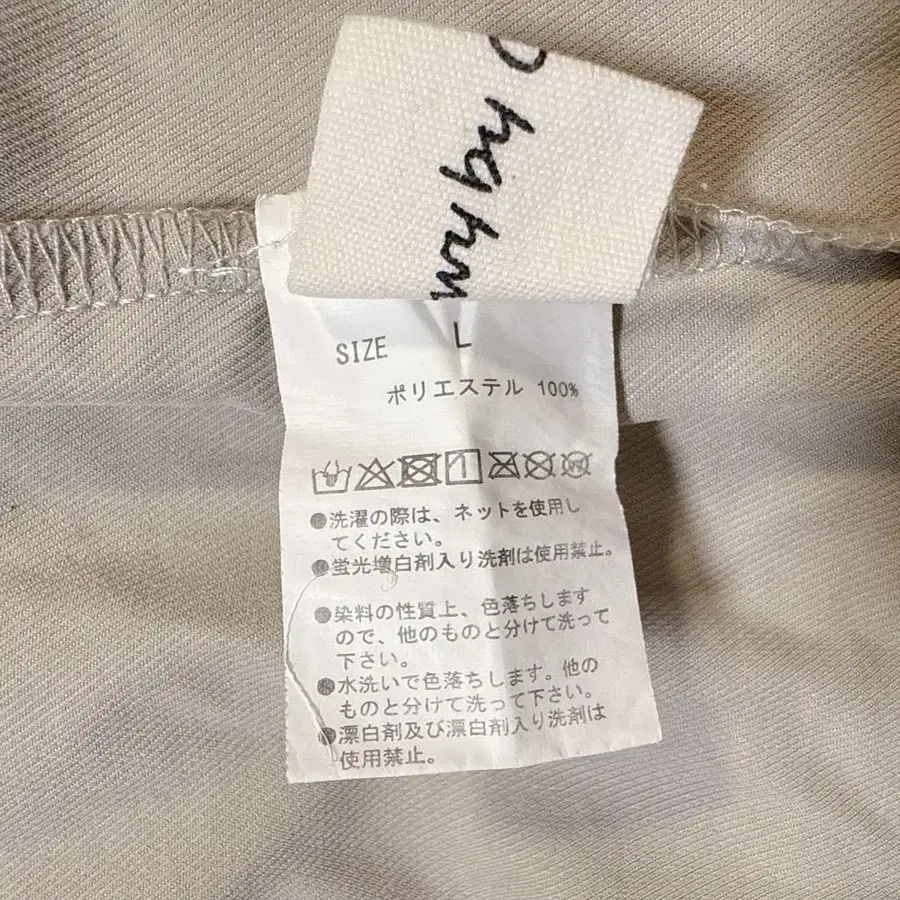 SIZE L
ポリエステル 100%
●洗濯の際は、ネットを使用し
てください。
●蛍光増白剤入り洗剤は使用禁止。
●染料の性質上、色落ちします
ので、他のものと分けて洗って
下さい。
●水洗いで色落ちします。他の
ものと分けて洗って下さい。
●漂白剤及び漂白剤入り洗剤は
使用禁止。